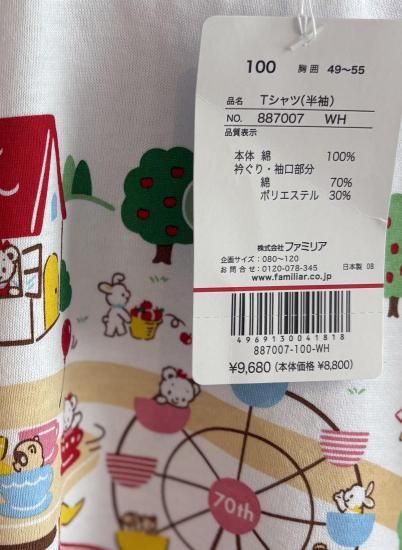 100 胸囲 49～55
品名 Tシャツ(半袖)
NO. 887007 WH
品質表示
本体 綿 100%
衿ぐり・袖口部分
綿 70%
ポリエステル 30%
株式会社ファミリア
企画サイズ:080～120
お問合せ:0120-078-345 日本製 08
www.familiar.co.jp
4969130041818
887007-100-WH
¥9,680(本体価格 ¥8,800)
70th